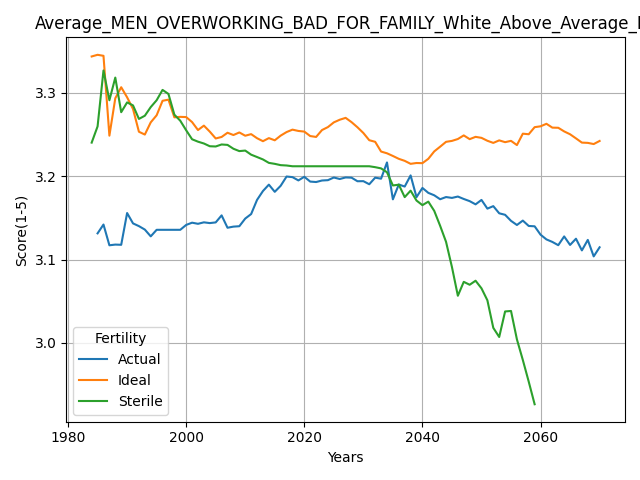 Average_MEN_OVERWORKING_BAD_FOR_FAMILY_White_Above_Average_
Score(1-5)
3.3
3.2
3.1
3.0
Fertility
Actual
Ideal
Sterile
1980 2000 2020 2040 2060
Years